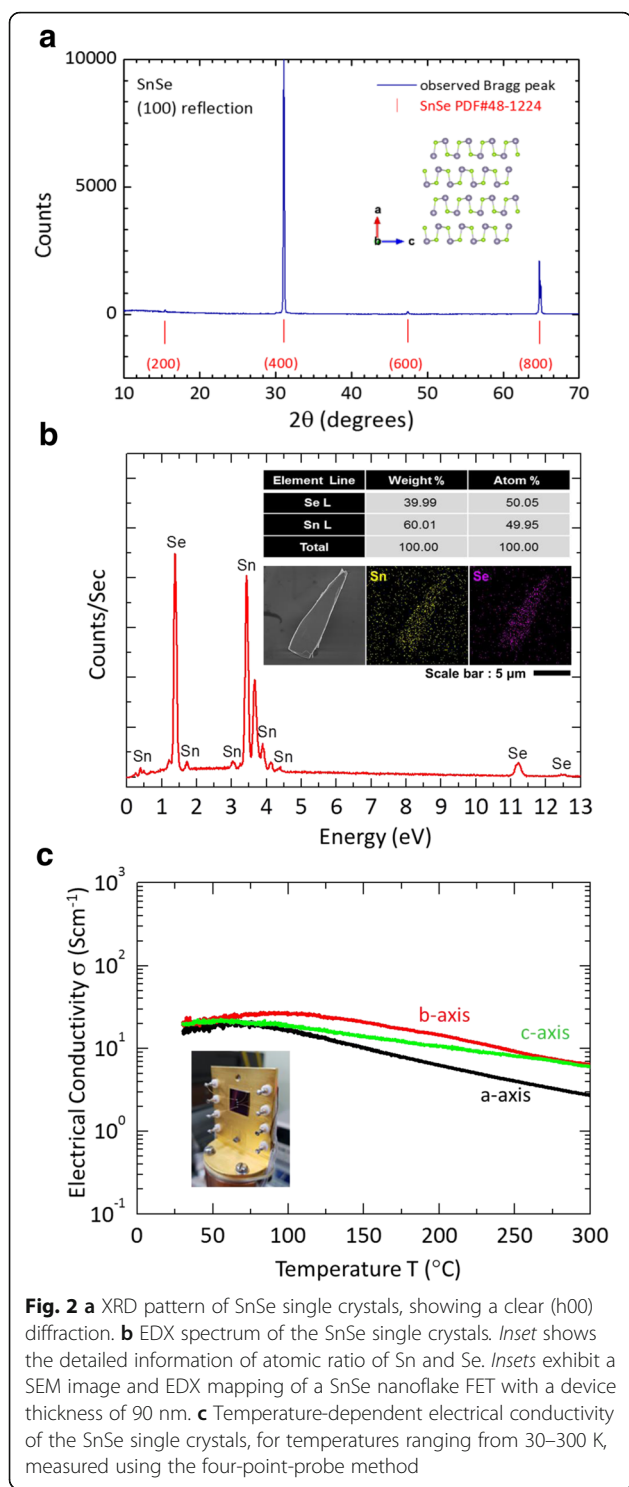 a
10000
SnSe
(100) reflection
observed Bragg peak
SnSe PDF#48-1224
a
b
c
5000
0
Counts
(200)
(400)
(600)
(800)
10 20 30 40 50 60 70
2θ (degrees)
b
Element Line Weight % Atom %
Se L 39.99 50.05
Sn L 60.01 49.95
Total 100.00 100.00
Sn
Se
Scale bar : 5 μm
Counts/Sec
Sn
Se
Sn
Sn
Sn
Sn
Sn
Se
Se
0 1 2 3 4 5 6 7 8 9 10 11 12 13
Energy (eV)
c
10³
10²
10¹
10⁰
10⁻¹
Electrical Conductivity σ (Scm⁻¹)
b-axis
c-axis
a-axis
0 50 100 150 200 250 300
Temperature T (°C)
Fig. 2 a XRD pattern of SnSe single crystals, showing a clear (h00)
diffraction. b EDX spectrum of the SnSe single crystals. Inset shows
the detailed information of atomic ratio of Sn and Se. Insets exhibit a
SEM image and EDX mapping of a SnSe nanoflake FET with a device
thickness of 90 nm. c Temperature-dependent electrical conductivity
of the SnSe single crystals, for temperatures ranging from 30–300 K,
measured using the four-point-probe method